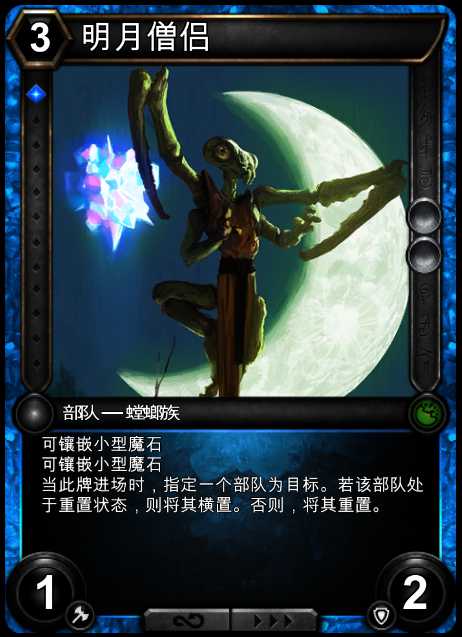 3
明月僧侣
部队 — 螳螂族
可镶嵌小型魔石
可镶嵌小型魔石
当此牌进场时，指定一个部队为目标。若该部队处
于重置状态，则将其横置。否则，将其重置。
1
2